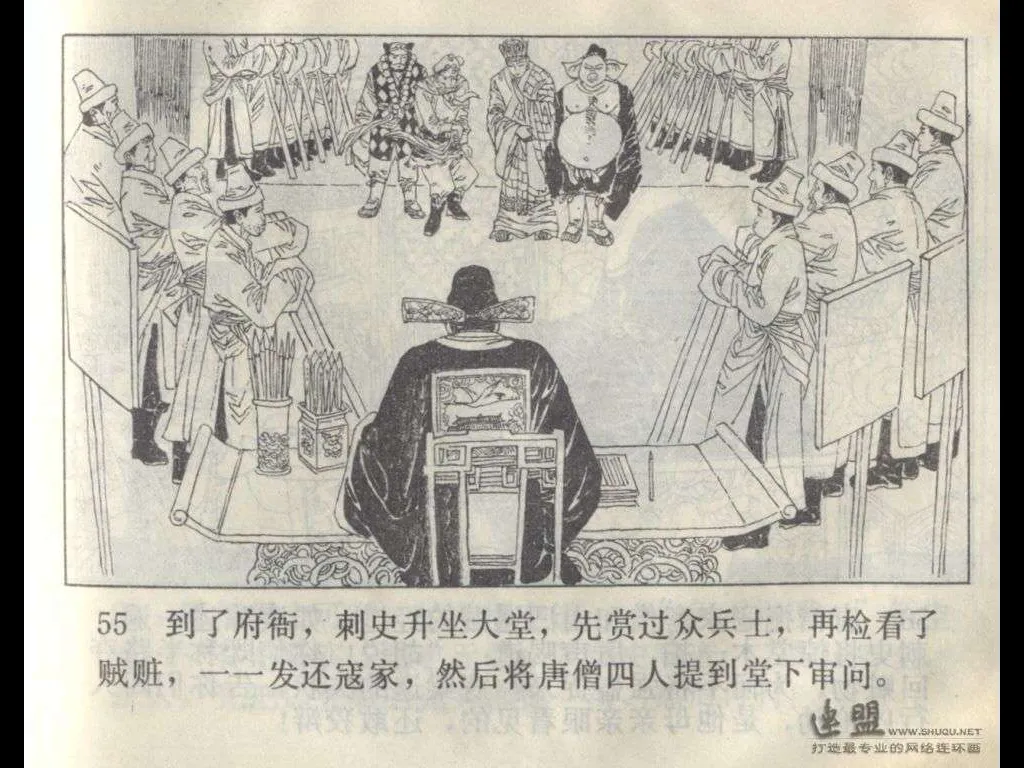 55 到了府衙，刺史升坐大堂，先赏过众兵士，再检看了
贼赃，一一发还寇家，然后将唐僧四人提到堂下审问。
连盟 WWW.SHUQU.NET
打造最专业的网络连环画